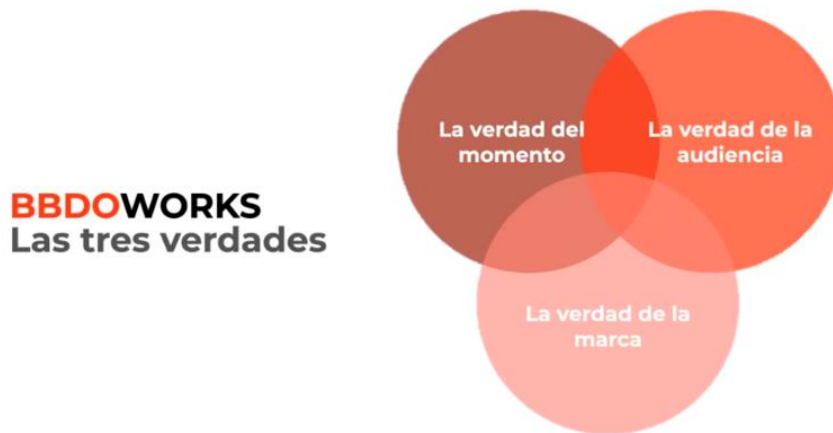 BBDOWORKS
Las tres verdades
La verdad del
momento
La verdad de la
audiencia
La verdad de la
marca